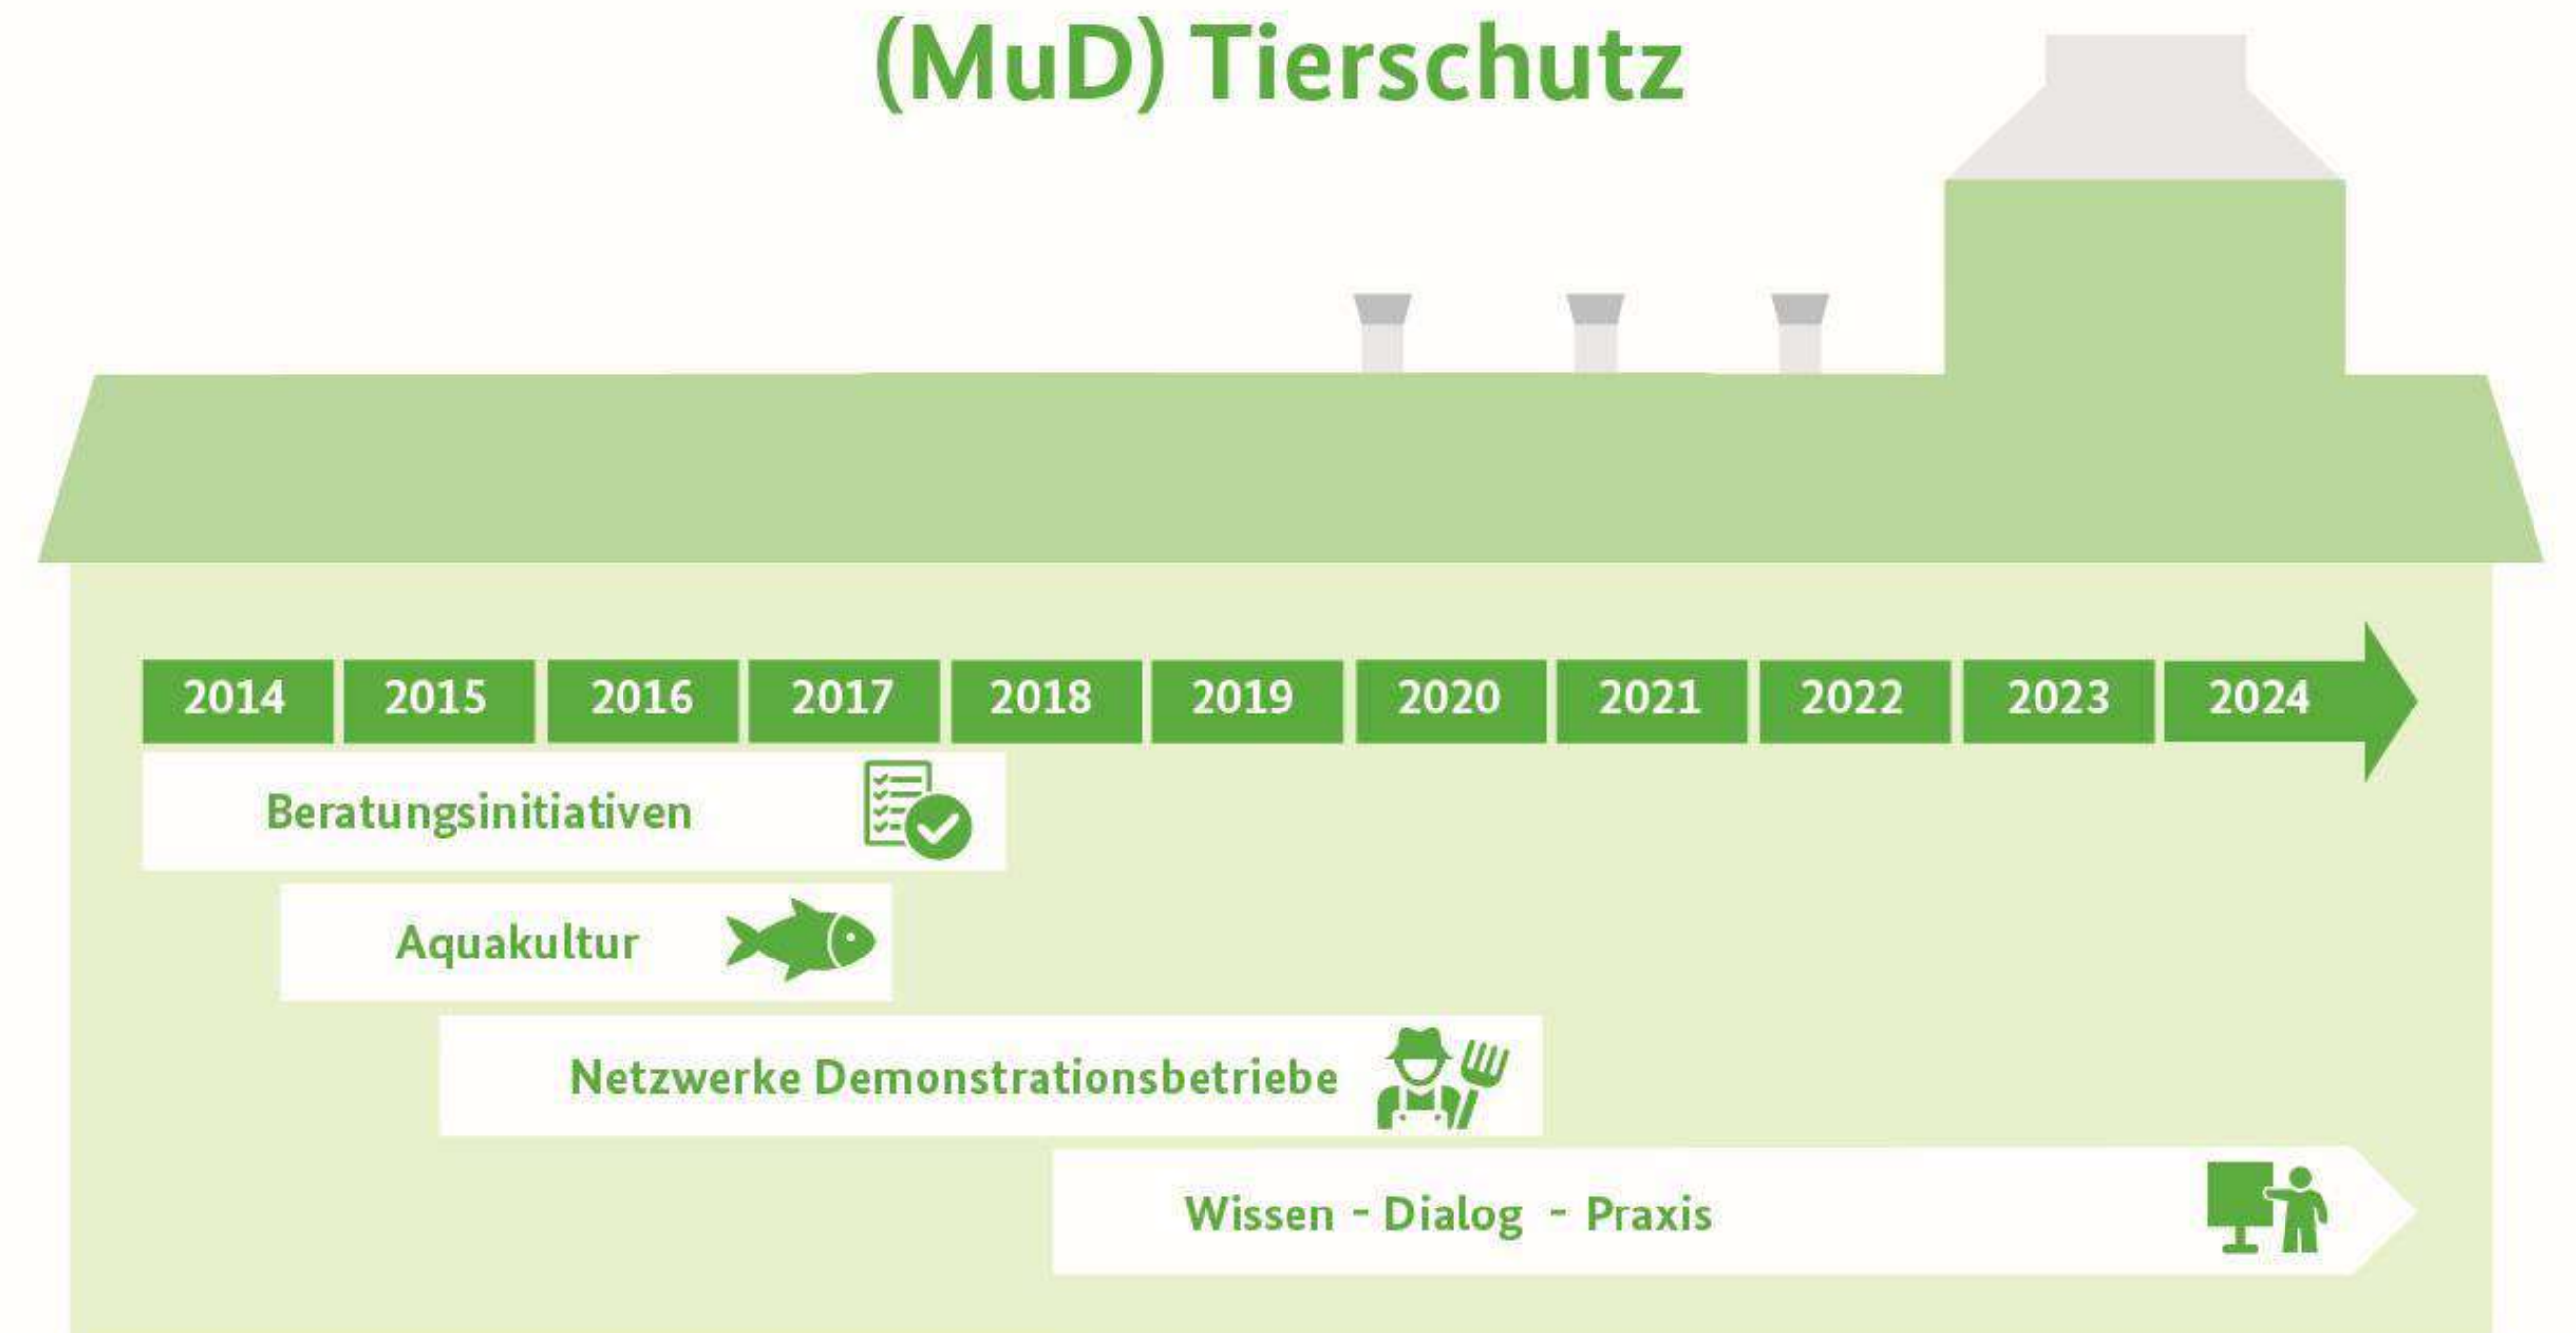 (MuD) Tierschutz
2014 2015 2016 2017 2018 2019 2020 2021 2022 2023 2024
Beratungsinitiativen
Aquakultur
Netzwerke Demonstrationsbetriebe
Wissen - Dialog - Praxis